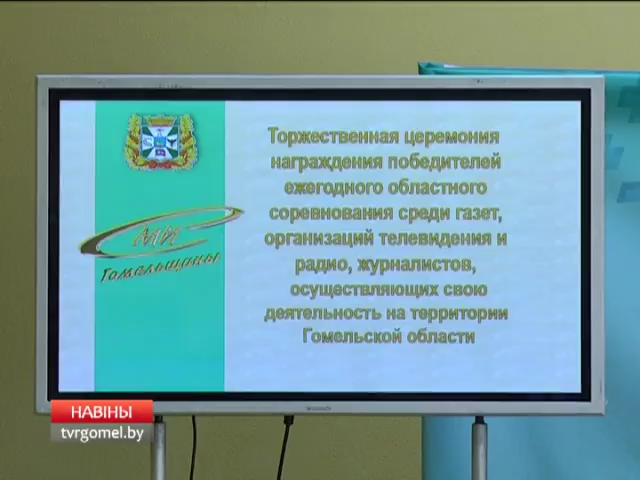 Торжественная церемония
награждения победителей
ежегодного областного
соревнования среди газет,
организаций телевидения и
радио, журналистов,
осуществляющих свою
деятельность на территории
Гомельской области
СМИ
Гомельщины
НАВІНЫ
tvrgomel.by